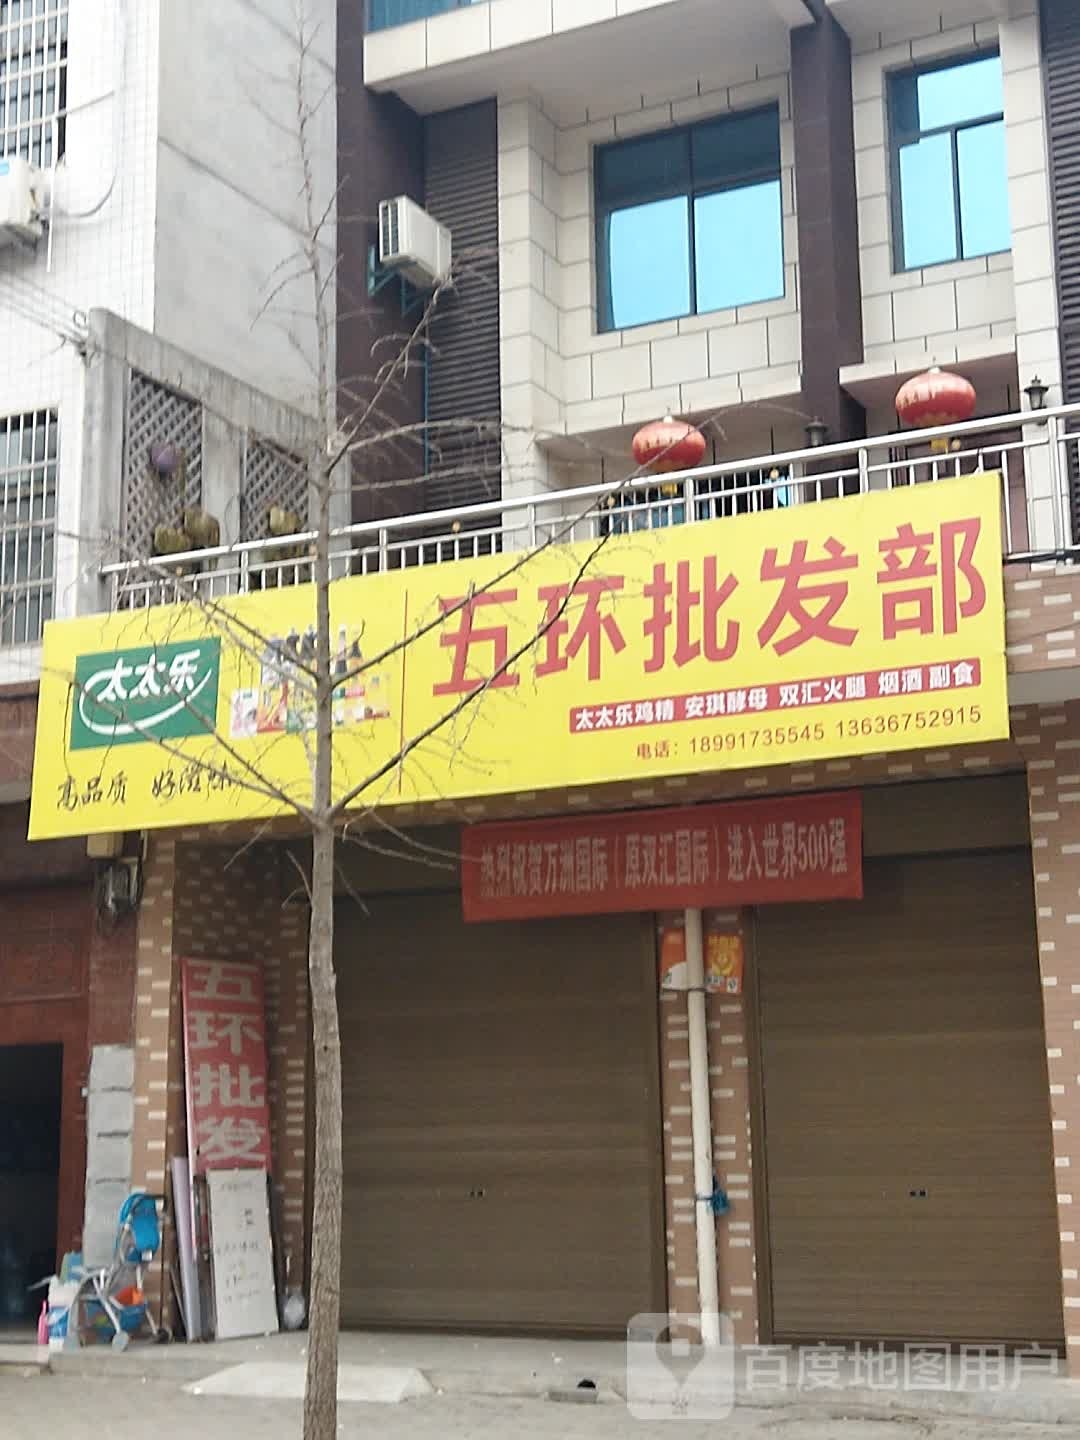 五环批发部
太太乐
太太乐鸡精 安琪酵母 双汇火腿 烟酒 副食
电话：18991735545 13636752915
高品质 好滋味
热烈祝贺万洲国际（原双汇国际）进入世界500强
五环批发
百度地图用户